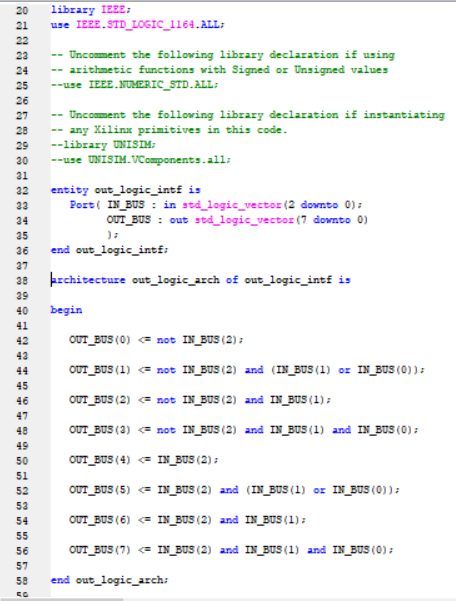 20 library IEEE;
21 use IEEE.STD_LOGIC_1164.ALL;
22
23 -- Uncomment the following library declaration if using
24 -- arithmetic functions with Signed or Unsigned values
25 --use IEEE.NUMERIC_STD.ALL;
26
27 -- Uncomment the following library declaration if instantiating
28 -- any Xilinx primitives in this code.
29 --library UNISIM;
30 --use UNISIM.VComponents.all;
31
32 entity out_logic_intf is
33 Port( IN_BUS : in std_logic_vector(2 downto 0);
34 OUT_BUS : out std_logic_vector(7 downto 0)
35 );
36 end out_logic_intf;
37
38 architecture out_logic_arch of out_logic_intf is
39
40 begin
41
42 OUT_BUS(0) <= not IN_BUS(2);
43
44 OUT_BUS(1) <= not IN_BUS(2) and (IN_BUS(1) or IN_BUS(0));
45
46 OUT_BUS(2) <= not IN_BUS(2) and IN_BUS(1);
47
48 OUT_BUS(3) <= not IN_BUS(2) and IN_BUS(1) and IN_BUS(0);
49
50 OUT_BUS(4) <= IN_BUS(2);
51
52 OUT_BUS(5) <= IN_BUS(2) and (IN_BUS(1) or IN_BUS(0));
53
54 OUT_BUS(6) <= IN_BUS(2) and IN_BUS(1);
55
56 OUT_BUS(7) <= IN_BUS(2) and IN_BUS(1) and IN_BUS(0);
57
58 end out_logic_arch;
59